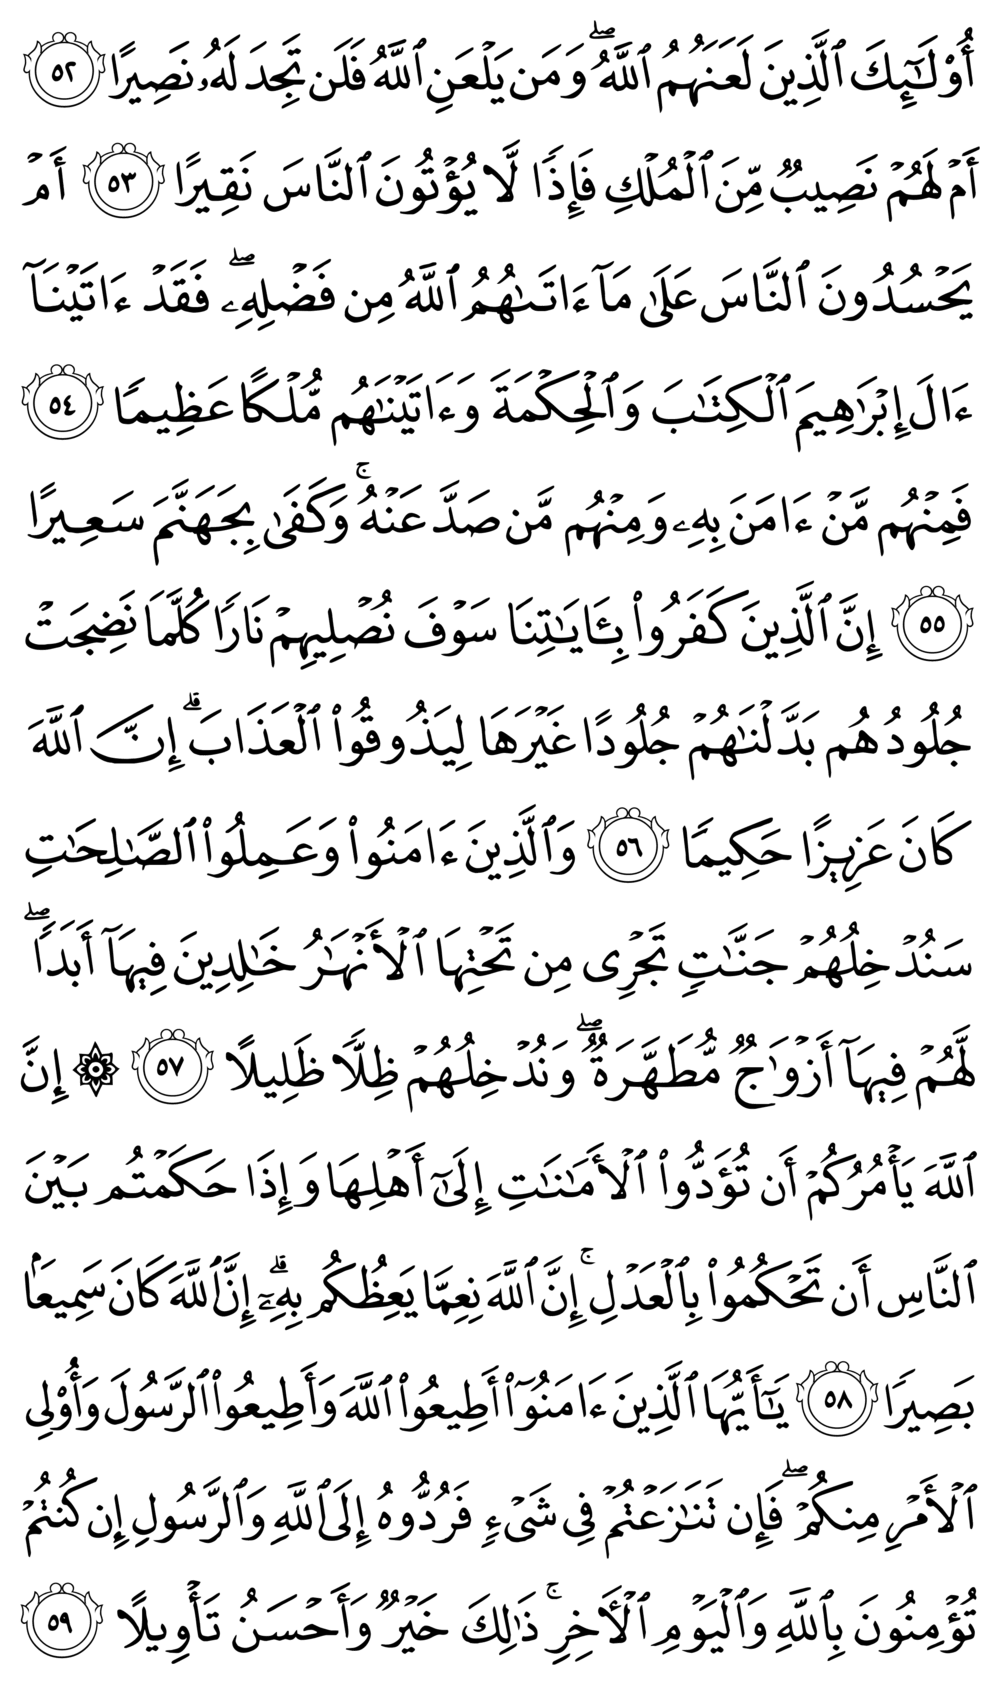 أُو۟لَٰٓئِكَ ٱلَّذِينَ لَعَنَهُمُ ٱللَّهُۖ وَمَن يَلْعَنِ ٱللَّهُ فَلَن تَجِدَ لَهُۥ نَصِيرًا ٥٢
أَمْ لَهُمْ نَصِيبٌ مِّنَ ٱلْمُلْكِ فَإِذًا لَّا يُؤْتُونَ ٱلنَّاسَ نَقِيرًا ٥٣ أَمْ
يَحْسُدُونَ ٱلنَّاسَ عَلَىٰ مَآ ءَاتَىٰهُمُ ٱللَّهُ مِن فَضْلِهِۦۖ فَقَدْ ءَاتَيْنَآ
ءَالَ إِبْرَٰهِيمَ ٱلْكِتَٰبَ وَٱلْحِكْمَةَ وَءَاتَيْنَٰهُم مُّلْكًا عَظِيمًا ٥٤
فَمِنْهُم مَّنْ ءَامَنَ بِهِۦ وَمِنْهُم مَّن صَدَّ عَنْهُۚ وَكَفَىٰ بِجَهَنَّمَ سَعِيرًا
٥٥ إِنَّ ٱلَّذِينَ كَفَرُوا۟ بِـَٔايَٰتِنَا سَوْفَ نُصْلِيهِمْ نَارًا كُلَّمَا نَضِجَتْ
جُلُودُهُم بَدَّلْنَٰهُمْ جُلُودًا غَيْرَهَا لِيَذُوقُوا۟ ٱلْعَذَابَۗ إِنَّ ٱللَّهَ
كَانَ عَزِيزًا حَكِيمًا ٥٦ وَٱلَّذِينَ ءَامَنُوا۟ وَعَمِلُوا۟ ٱلصَّٰلِحَٰتِ
سَنُدْخِلُهُمْ جَنَّٰتٍ تَجْرِى مِن تَحْتِهَا ٱلْأَنْهَٰرُ خَٰلِدِينَ فِيهَآ أَبَدًاۖ
لَّهُمْ فِيهَآ أَزْوَٰجٌ مُّطَهَّرَةٌۖ وَنُدْخِلُهُمْ ظِلًّا ظَلِيلًا ٥٧ ۞ إِنَّ
ٱللَّهَ يَأْمُرُكُمْ أَن تُؤَدُّوا۟ ٱلْأَمَٰنَٰتِ إِلَىٰٓ أَهْلِهَا وَإِذَا حَكَمْتُم بَيْنَ
ٱلنَّاسِ أَن تَحْكُمُوا۟ بِٱلْعَدْلِۚ إِنَّ ٱللَّهَ نِعِمَّا يَعِظُكُم بِهِۦٓۗ إِنَّ ٱللَّهَ كَانَ سَمِيعًۢا
بَصِيرًا ٥٨ يَٰٓأَيُّهَا ٱلَّذِينَ ءَامَنُوٓا۟ أَطِيعُوا۟ ٱللَّهَ وَأَطِيعُوا۟ ٱلرَّسُولَ وَأُو۟لِى
ٱلْأَمْرِ مِنكُمْۖ فَإِن تَنَٰزَعْتُمْ فِى شَىْءٍ فَرُدُّوهُ إِلَى ٱللَّهِ وَٱلرَّسُولِ إِن كُنتُمْ
تُؤْمِنُونَ بِٱللَّهِ وَٱلْيَوْمِ ٱلْـَٔاخِرِۚ ذَٰلِكَ خَيْرٌ وَأَحْسَنُ تَأْوِيلًا ٥٩